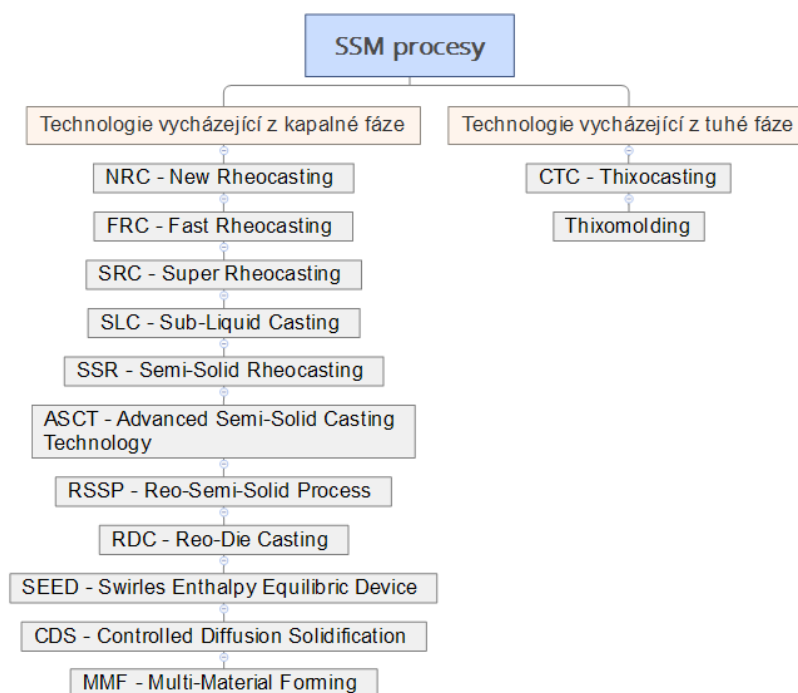 SSM procesy
Technologie vycházející z kapalné fáze
NRC - New Rheocasting
FRC - Fast Rheocasting
SRC - Super Rheocasting
SLC - Sub-Liquid Casting
SSR - Semi-Solid Rheocasting
ASCT - Advanced Semi-Solid Casting
Technology
RSSP - Reo-Semi-Solid Process
RDC - Reo-Die Casting
SEED - Swirles Enthalpy Equilibric Device
CDS - Controlled Diffusion Solidification
MMF - Multi-Material Forming
Technologie vycházející z tuhé fáze
CTC - Thixocasting
Thixomolding